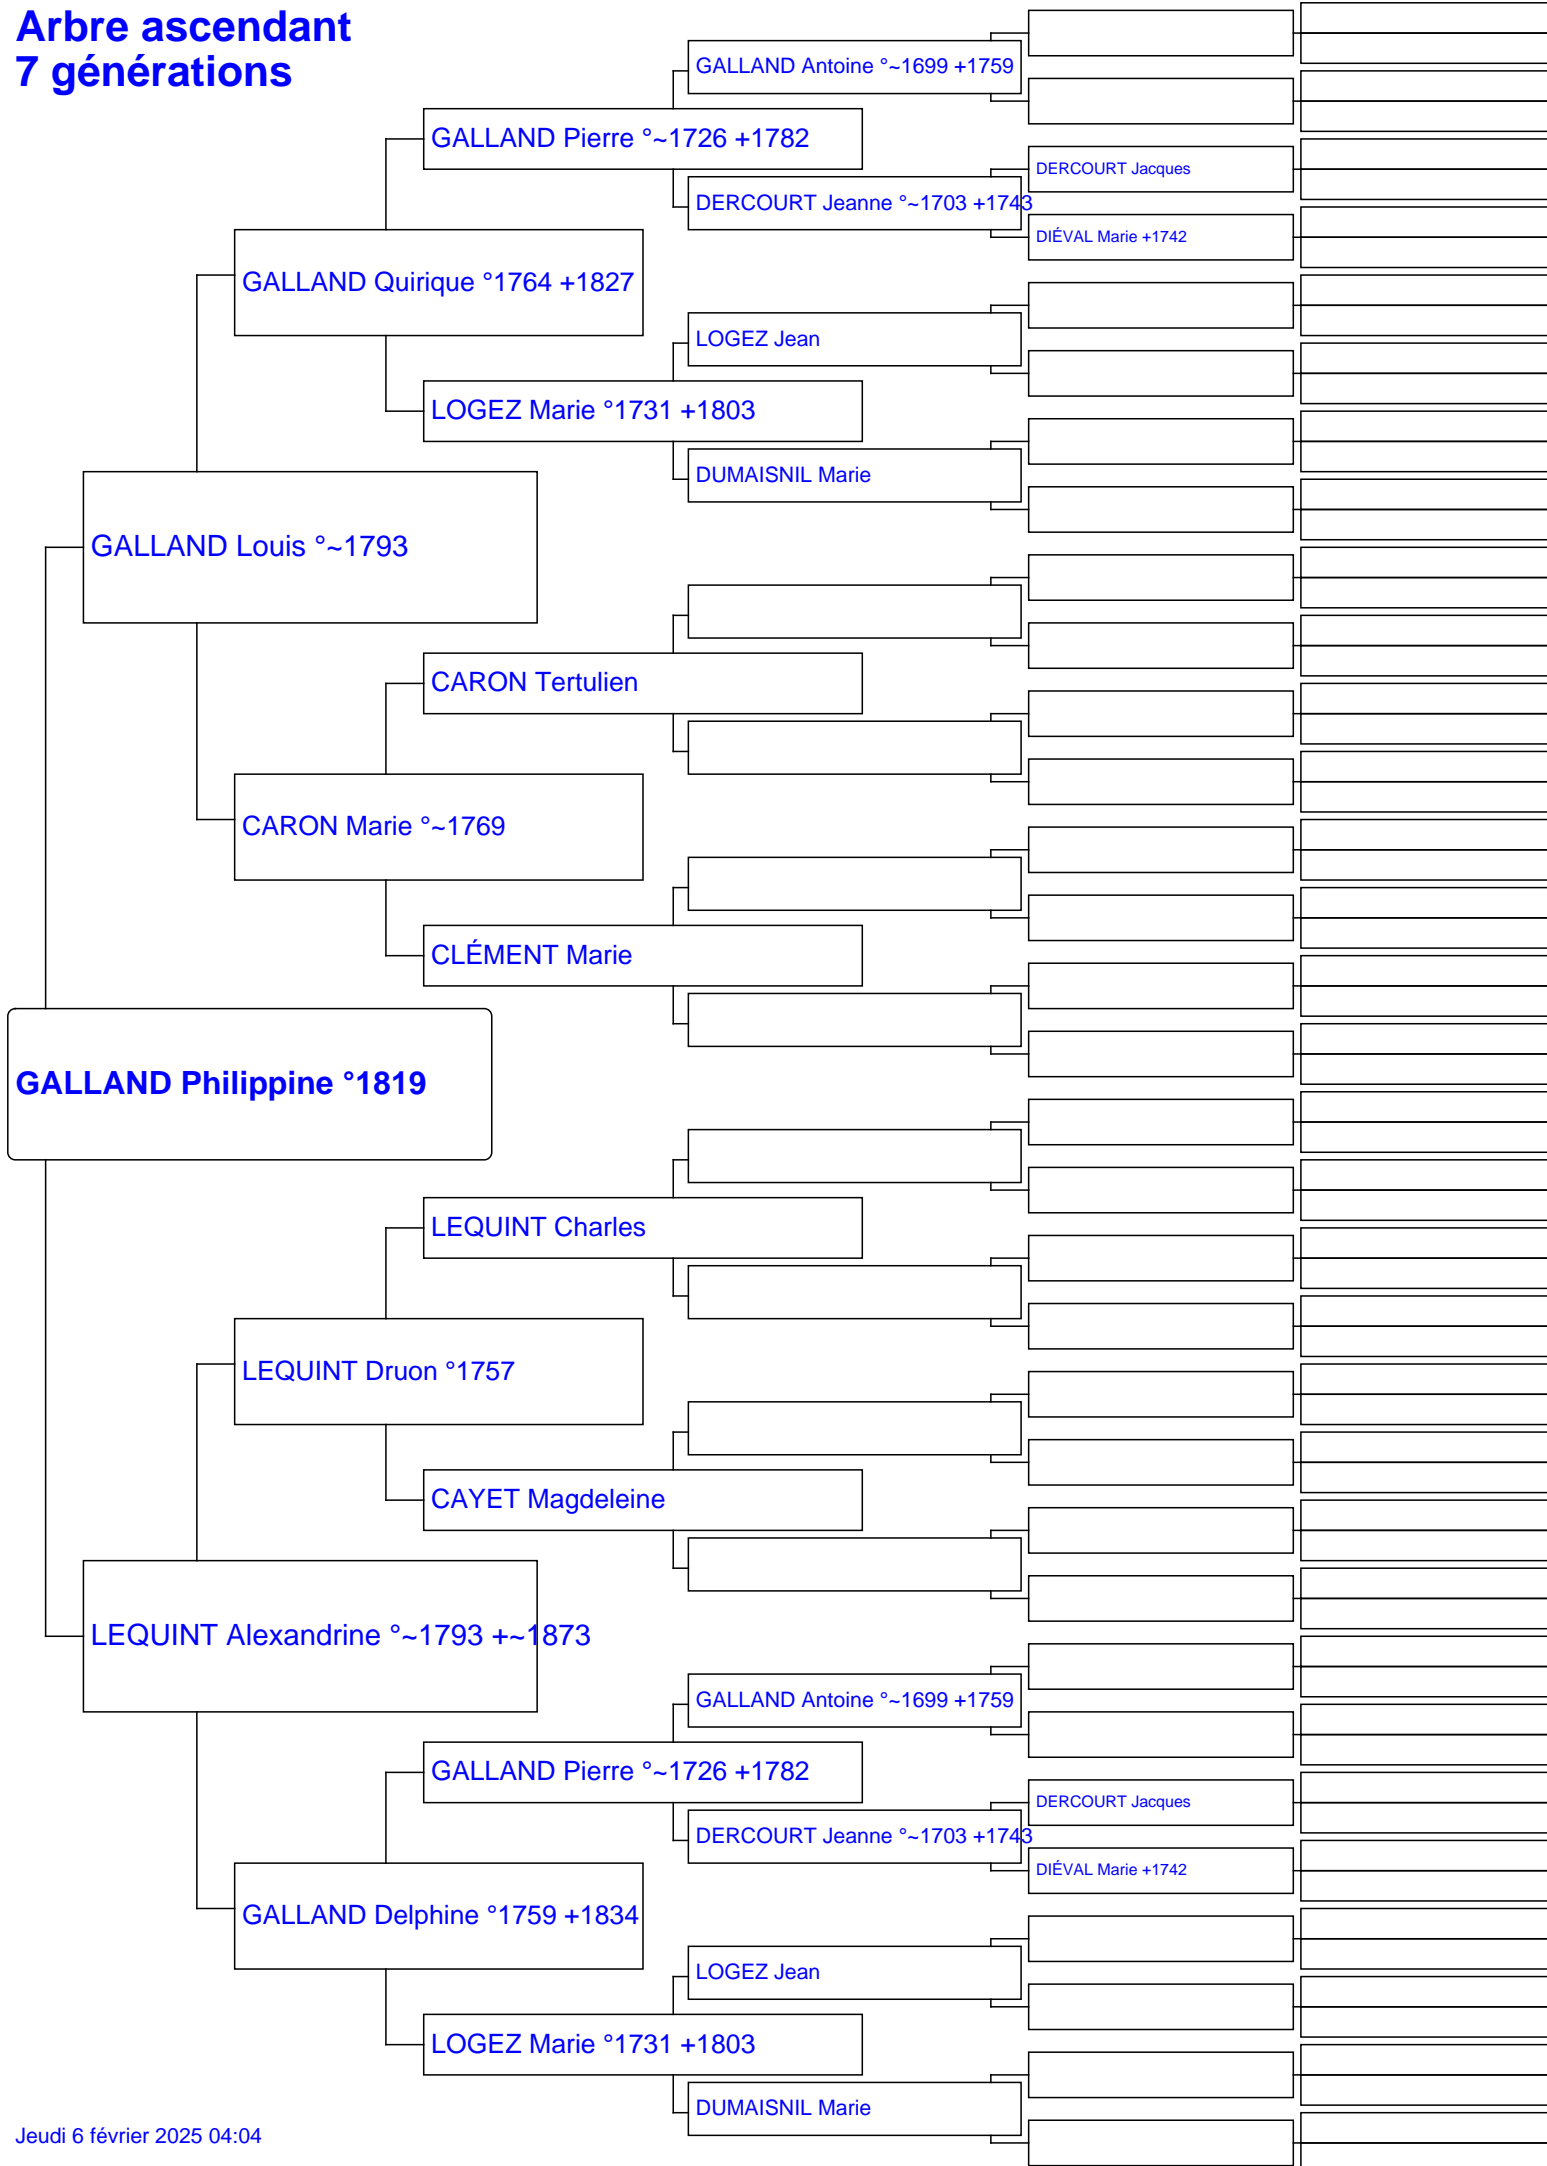 Arbre ascendant
7 générations
GALLAND Antoine °~1699 +1759
GALLAND Pierre °~1726 +1782
DERCOURT Jacques
DERCOURT Jeanne °~1703 +1743
DIÉVAL Marie +1742
GALLAND Quirique °1764 +1827
LOGEZ Jean
LOGEZ Marie °1731 +1803
DUMAISNIL Marie
GALLAND Louis °~1793
CARON Tertulien
CARON Marie °~1769
CLÉMENT Marie
GALLAND Philippine °1819
LEQUINT Charles
LEQUINT Druon °1757
CAYET Magdeleine
LEQUINT Alexandrine °~1793 +~1873
GALLAND Antoine °~1699 +1759
GALLAND Pierre °~1726 +1782
DERCOURT Jacques
DERCOURT Jeanne °~1703 +1743
DIÉVAL Marie +1742
GALLAND Delphine °1759 +1834
LOGEZ Jean
LOGEZ Marie °1731 +1803
DUMAISNIL Marie
Jeudi 6 février 2025 04:04